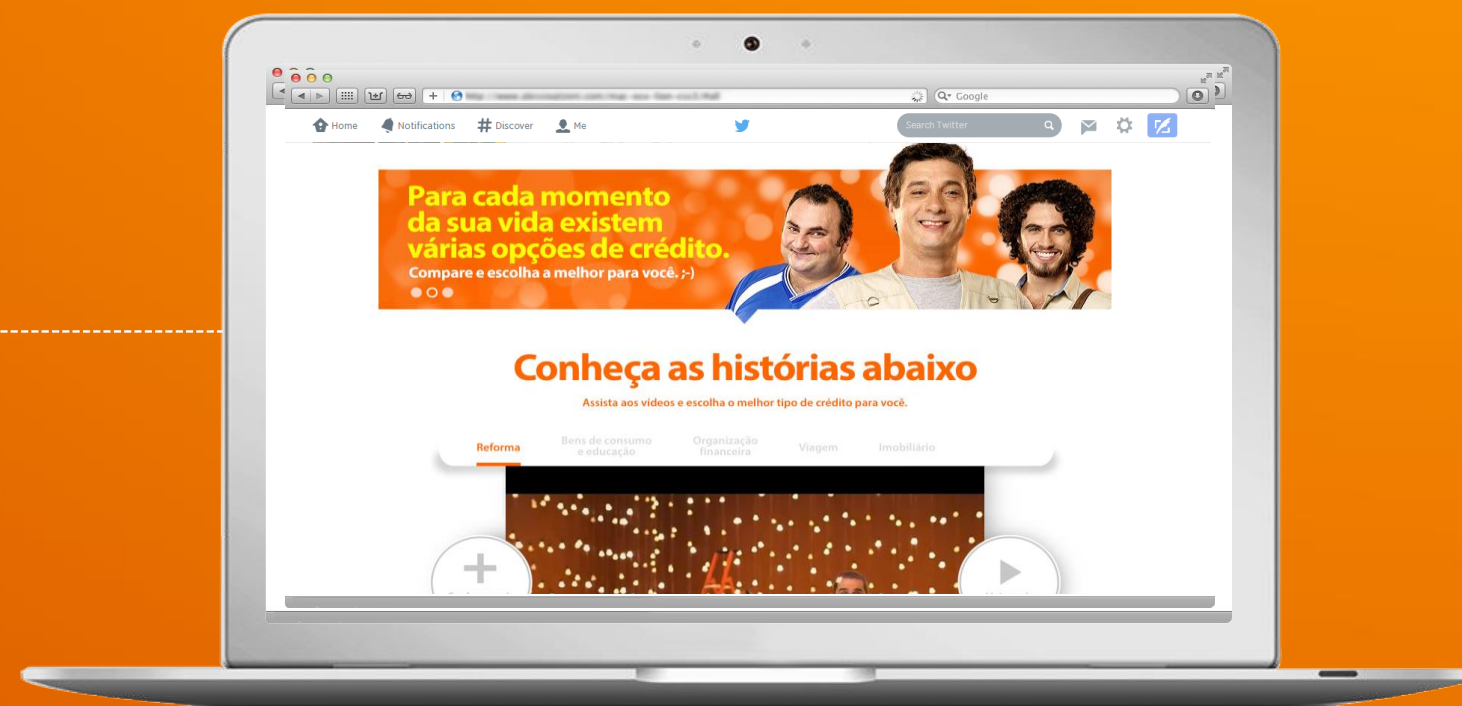 Google
Home Notifications Discover Me Search Twitter
Para cada momento
da sua vida existem
várias opções de crédito.
Compare e escolha a melhor para você. ;-)
Conheça as histórias abaixo
Assista aos vídeos e escolha o melhor tipo de crédito para você.
Reforma
Bens de consumo
e educação
Organização
financeira
Viagem
Imobiliário